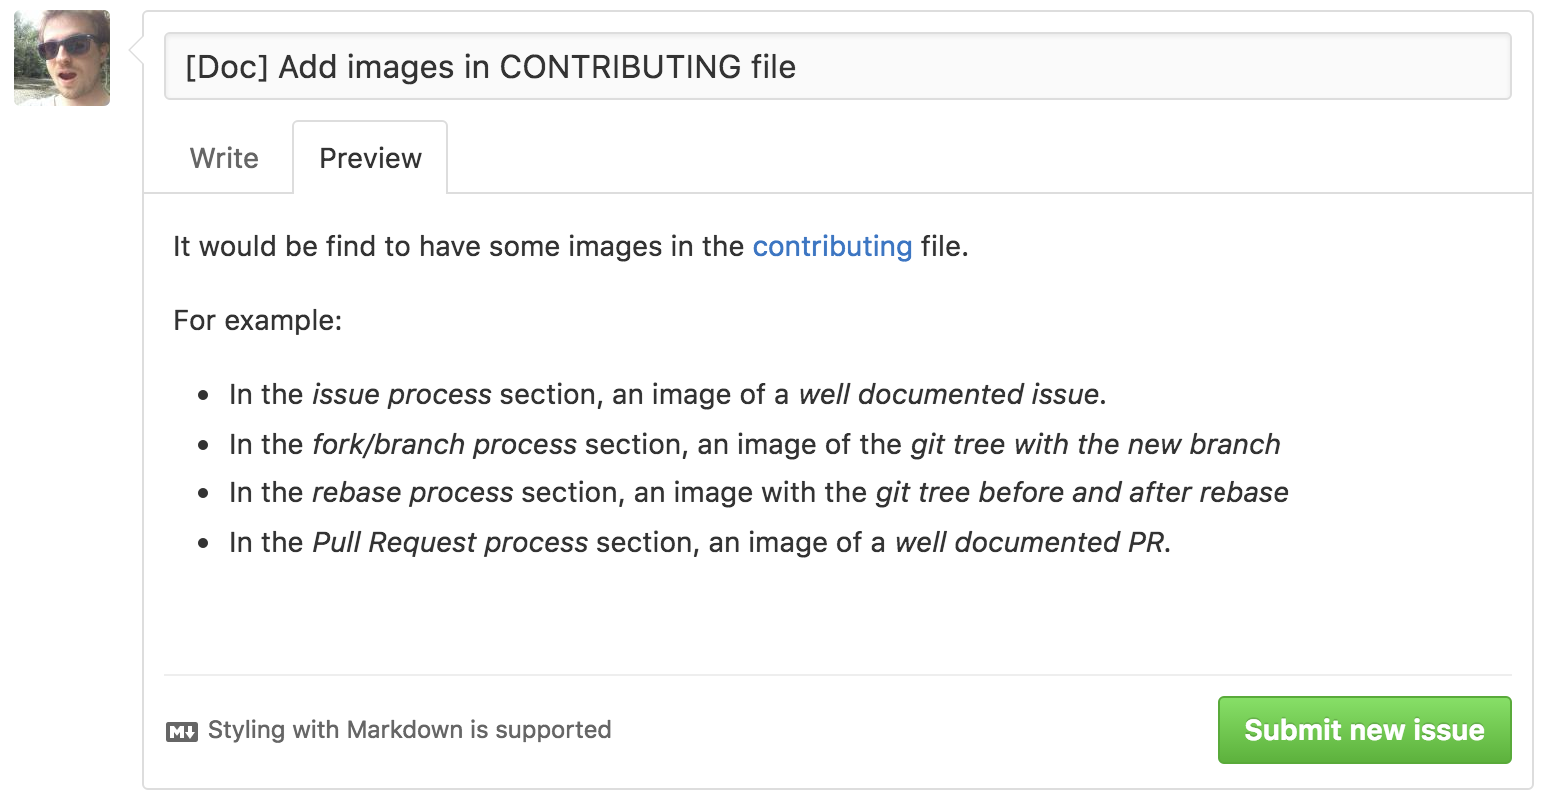 [Doc] Add images in CONTRIBUTING file
Write
Preview
It would be find to have some images in the contributing file.
For example:
• In the issue process section, an image of a well documented issue.
• In the fork/branch process section, an image of the git tree with the new branch
• In the rebase process section, an image with the git tree before and after rebase
• In the Pull Request process section, an image of a well documented PR.
M↓ Styling with Markdown is supported
Submit new issue